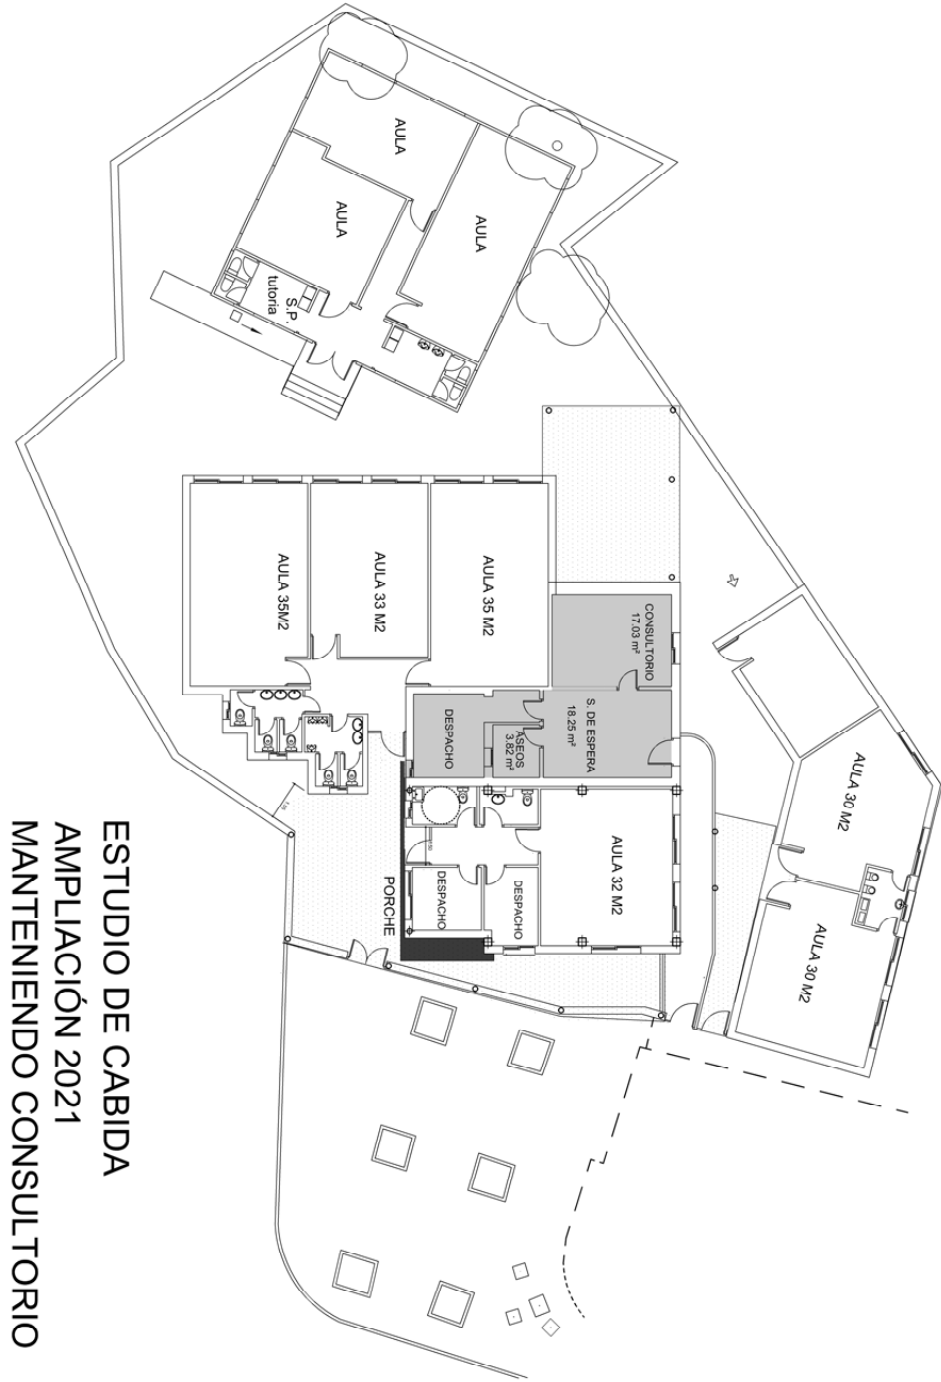 AULA
AULA
AULA
S.P.
tutoria
CONSULTORIO
17.03 m²
S. DE ESPERA
18.25 m²
ASEOS
3.82 m²
DESPACHO
AULA 35 M2
AULA 33 M2
AULA 35M2
AULA 30 M2
AULA 30 M2
AULA 32 M2
DESPACHO
DESPACHO
PORCHE
ESTUDIO DE CABIDA
AMPLIACIÓN 2021
MANTENIENDO CONSULTORIO